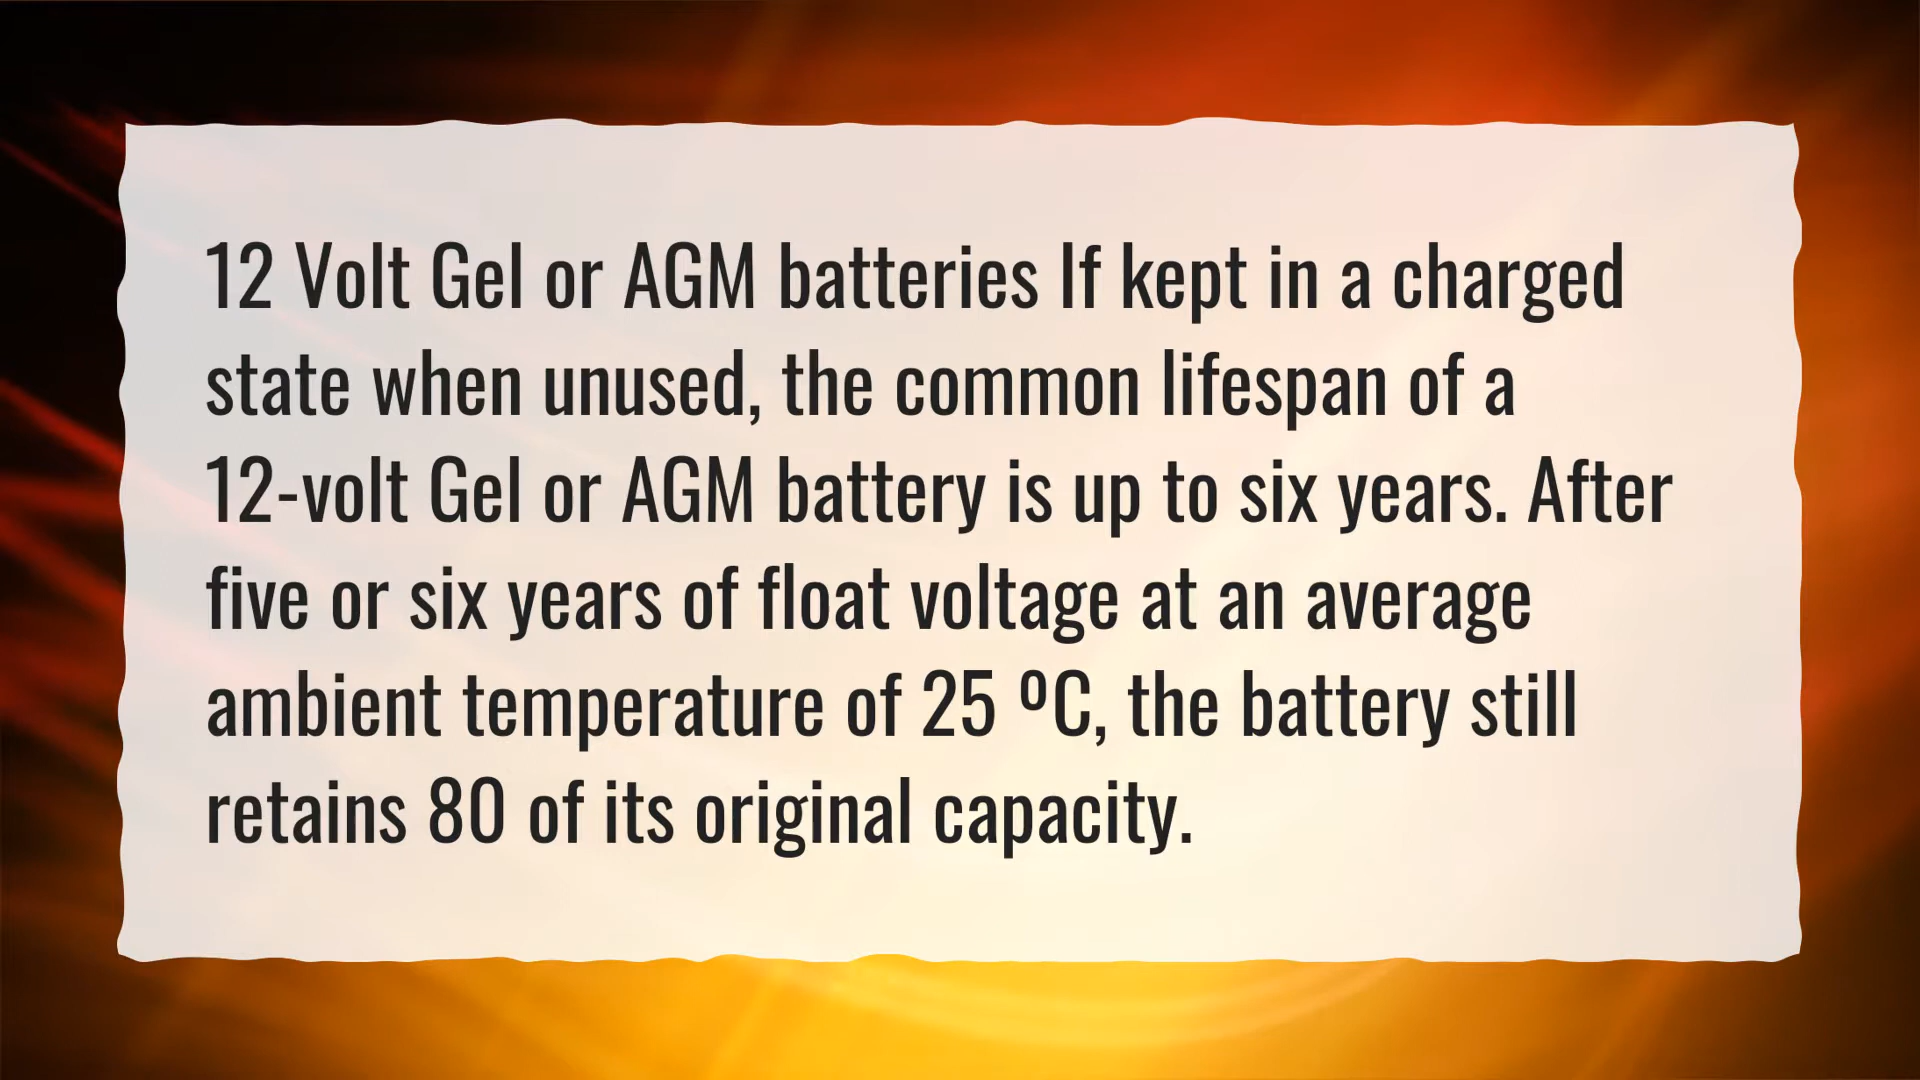 12 Volt Gel or AGM batteries If kept in a charged
state when unused, the common lifespan of a
12-volt Gel or AGM battery is up to six years. After
five or six years of float voltage at an average
ambient temperature of 25 ºC, the battery still
retains 80 of its original capacity.